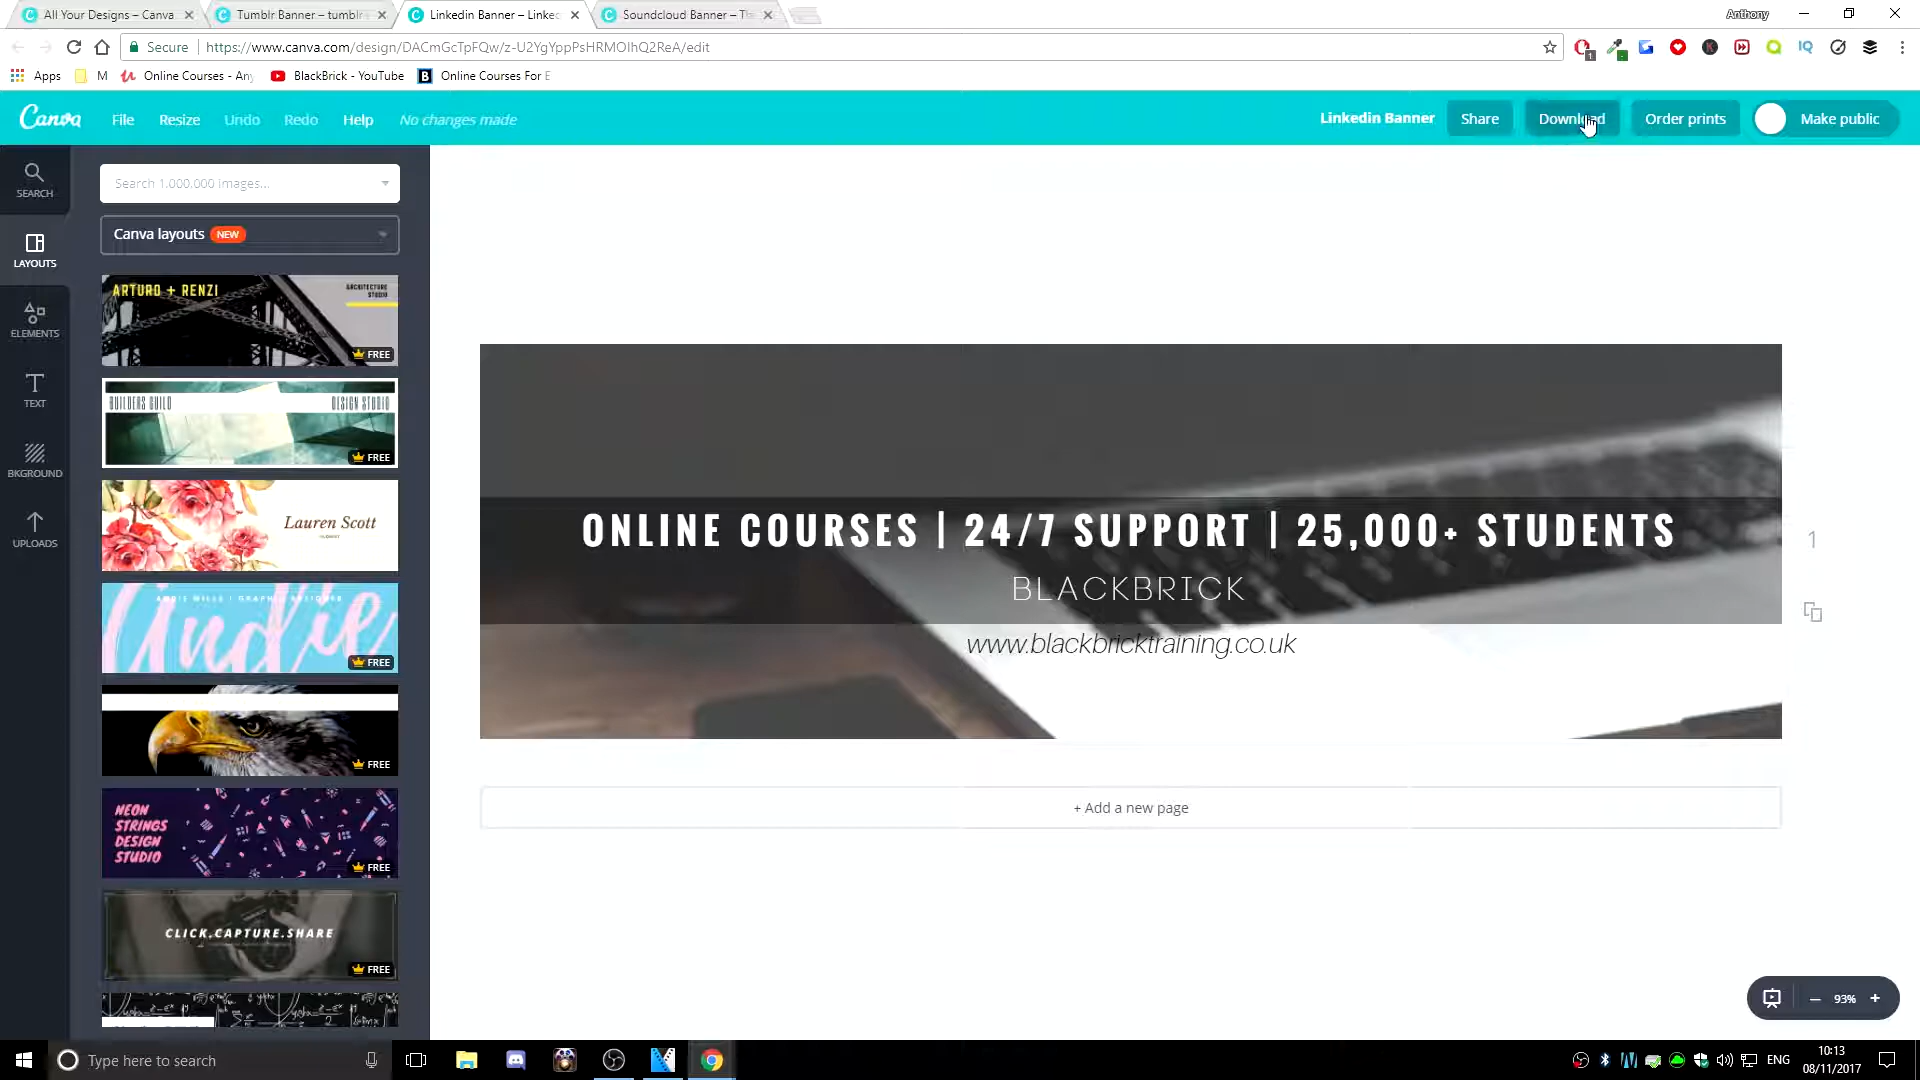 All Your Designs – Canva
Tumblr Banner – tumblr
Linkedin Banner – Linke
Soundcloud Banner – Th
Anthony
Secure
https://www.canva.com/design/DACmGcTpFQw/z-U2YgYppPsHRMOIhQ2ReA/edit
Apps
M
Online Courses - Any
BlackBrick - YouTube
Online Courses For E
Canva
File
Resize
Undo
Redo
Help
No changes made
Linkedin Banner
Share
Download
Order prints
Make public
SEARCH
LAYOUTS
ELEMENTS
TEXT
BKGROUND
UPLOADS
Search 1.000.000 images...
Canva layouts NEW
ARTURO + RENZI
ARCHITECTURE
STUDIO
FREE
BUILDERS GUILD
DESIGN STUDIO
FREE
Lauren Scott
Andie
FREE
FREE
NEON
STRINGS
DESIGN
STUDIO
FREE
CLICK.CAPTURE.SHARE
FREE
ONLINE COURSES | 24/7 SUPPORT | 25,000+ STUDENTS
BLACKBRICK
www.blackbricktraining.co.uk
1
+ Add a new page
93%
Type here to search
ENG
10:13
08/11/2017